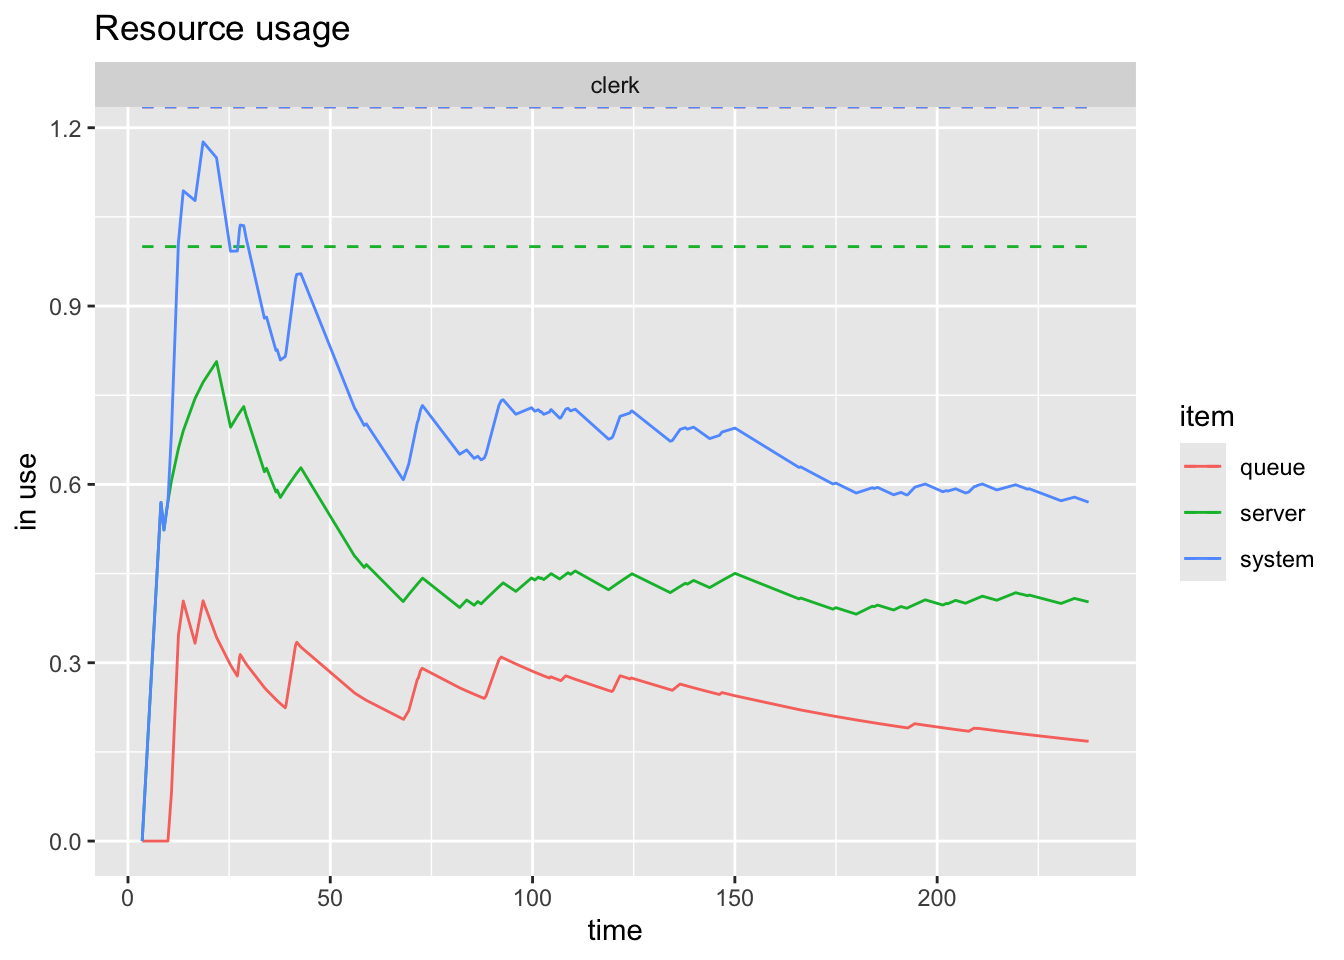 Resource usage
clerk
1.2
0.9
0.6
0.3
0.0
in use
0 50 100 150 200
time
item
queue
server
system